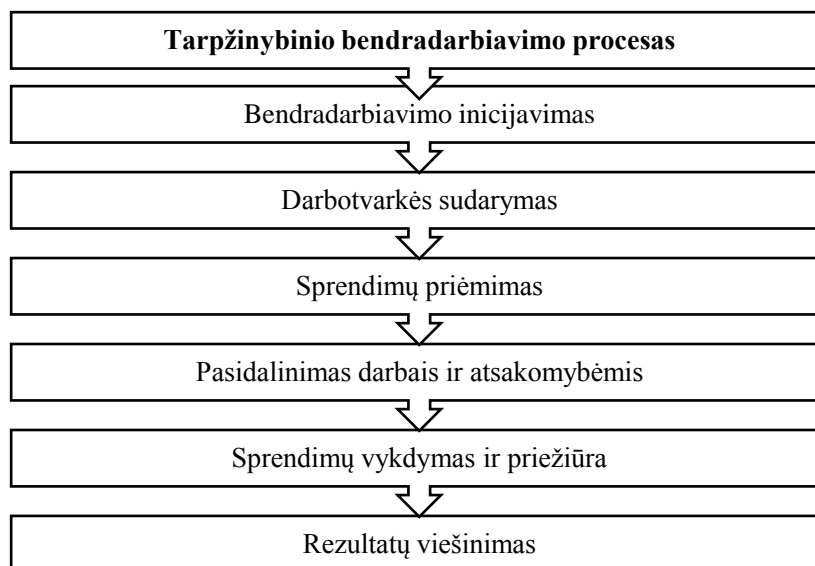 Tarpžinybinio bendradarbiavimo procesas
Bendradarbiavimo inicijavimas
Darbotvarkės sudarymas
Sprendimų priėmimas
Pasidalinimas darbais ir atsakomybėmis
Sprendimų vykdymas ir priežiūra
Rezultatų viešinimas